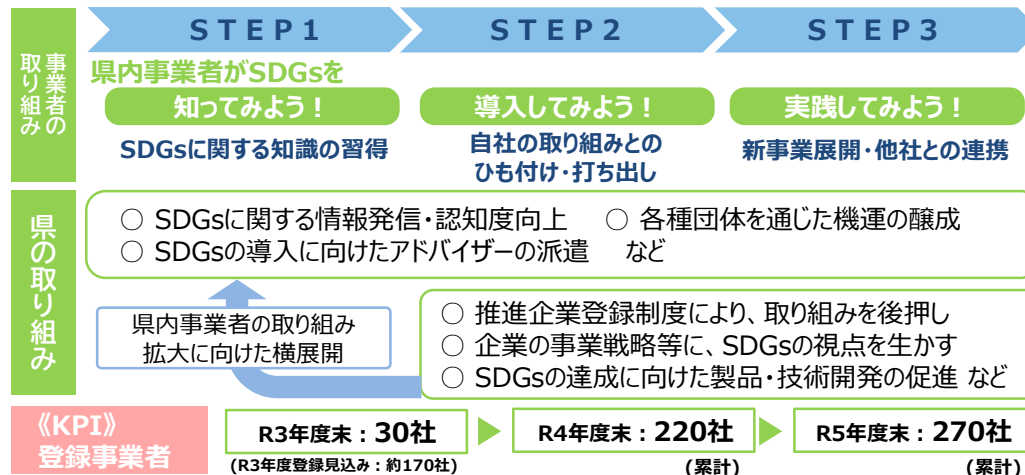 STEP1
STEP2
STEP3
事業者の
取り組み
県内事業者がSDGsを
知ってみよう！
導入してみよう！
実践してみよう！
SDGsに関する知識の習得
自社の取り組みとの
ひも付け・打ち出し
新事業展開・他社との連携
県の取り組み
○ SDGsに関する情報発信・認知度向上 ○ 各種団体を通じた機運の醸成
○ SDGsの導入に向けたアドバイザーの派遣 など
県内事業者の取り組み
拡大に向けた横展開
○ 推進企業登録制度により、取り組みを後押し
○ 企業の事業戦略等に、SDGsの視点を生かす
○ SDGsの達成に向けた製品・技術開発の促進 など
《KPI》
登録事業者
R3年度末：30社
(R3年度登録見込み：約170社)
R4年度末：220社
(累計)
R5年度末：270社
(累計)